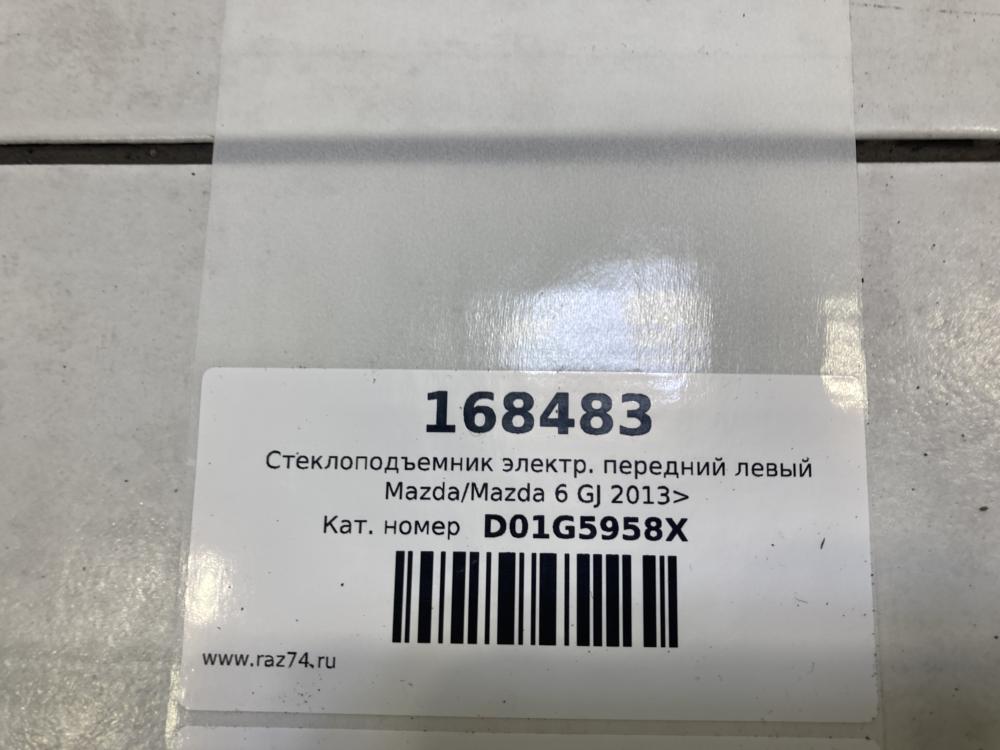 168483
Стеклоподъемник электр. передний левый
Mazda/Mazda 6 GJ 2013>
Кат. номер D01G5958X
www.raz74.ru